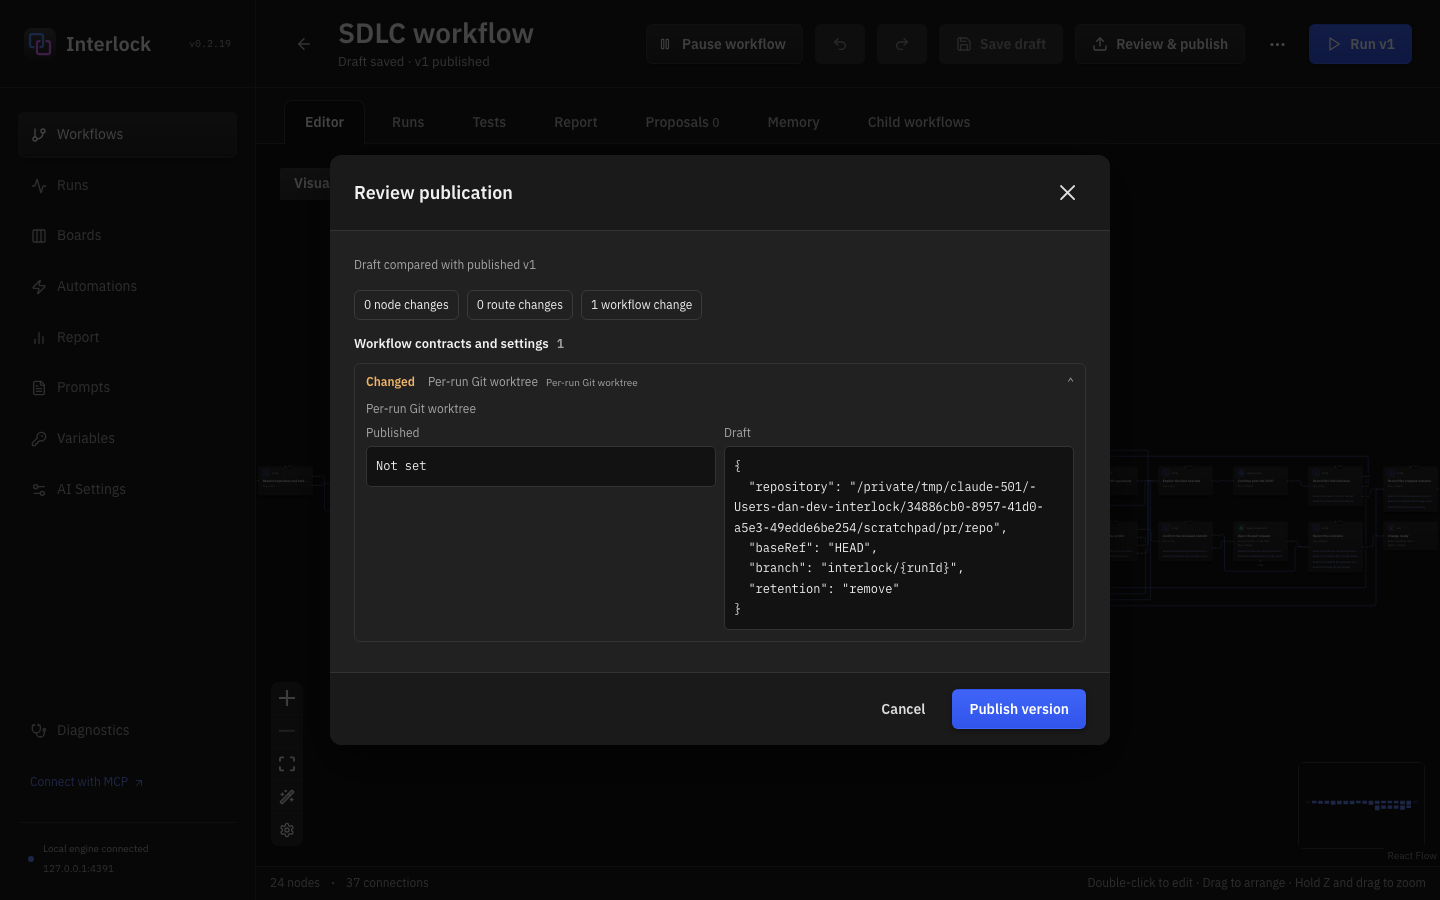 Interlock
v0.2.19
SDLC workflow
Draft saved · v1 published
Pause workflow
Save draft
Review & publish
Run v1
Workflows
Runs
Boards
Automations
Report
Prompts
Variables
AI Settings
Diagnostics
Connect with MCP
Local engine connected
127.0.0.1:4391
Editor
Runs
Tests
Report
Proposals 0
Memory
Child workflows
Visua
Review publication
Draft compared with published v1
0 node changes
0 route changes
1 workflow change
Workflow contracts and settings 1
Changed Per-run Git worktree Per-run Git worktree
Per-run Git worktree
Published
Not set
Draft
{
"repository": "/private/tmp/claude-501/-
Users-dan-dev-interlock/34886cb0-8957-41d0-
a5e3-49edde6be254/scratchpad/pr/repo",
"baseRef": "HEAD",
"branch": "interlock/{runId}",
"retention": "remove"
}
Cancel
Publish version
React Flow
24 nodes · 37 connections
Double-click to edit · Drag to arrange · Hold Z and drag to zoom